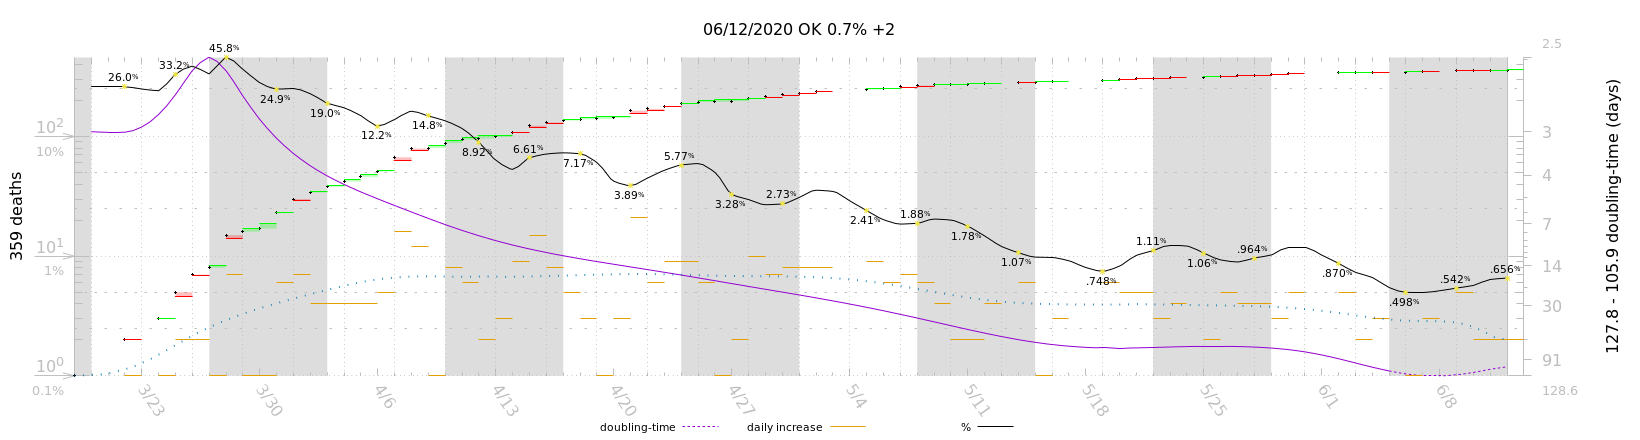 06/12/2020 OK 0.7% +2
359 deaths
10² 10% 10¹ 1% 10⁰ 0.1%
26.0% 33.2% 45.8% 24.9% 19.0% 12.2% 14.8% 8.92% 6.61% 7.17% 3.89% 5.77% 3.28% 2.73% 2.41% 1.88% 1.78% 1.07% .748% 1.11% 1.06% .964% .870% .498% .542% .656%
2.5
3
4
7
14
30
91
128.6
127.8 - 105.9 doubling-time (days)
3/23 3/30 4/6 4/13 4/20 4/27 5/4 5/11 5/18 5/25 6/1 6/8
doubling-time daily increase %